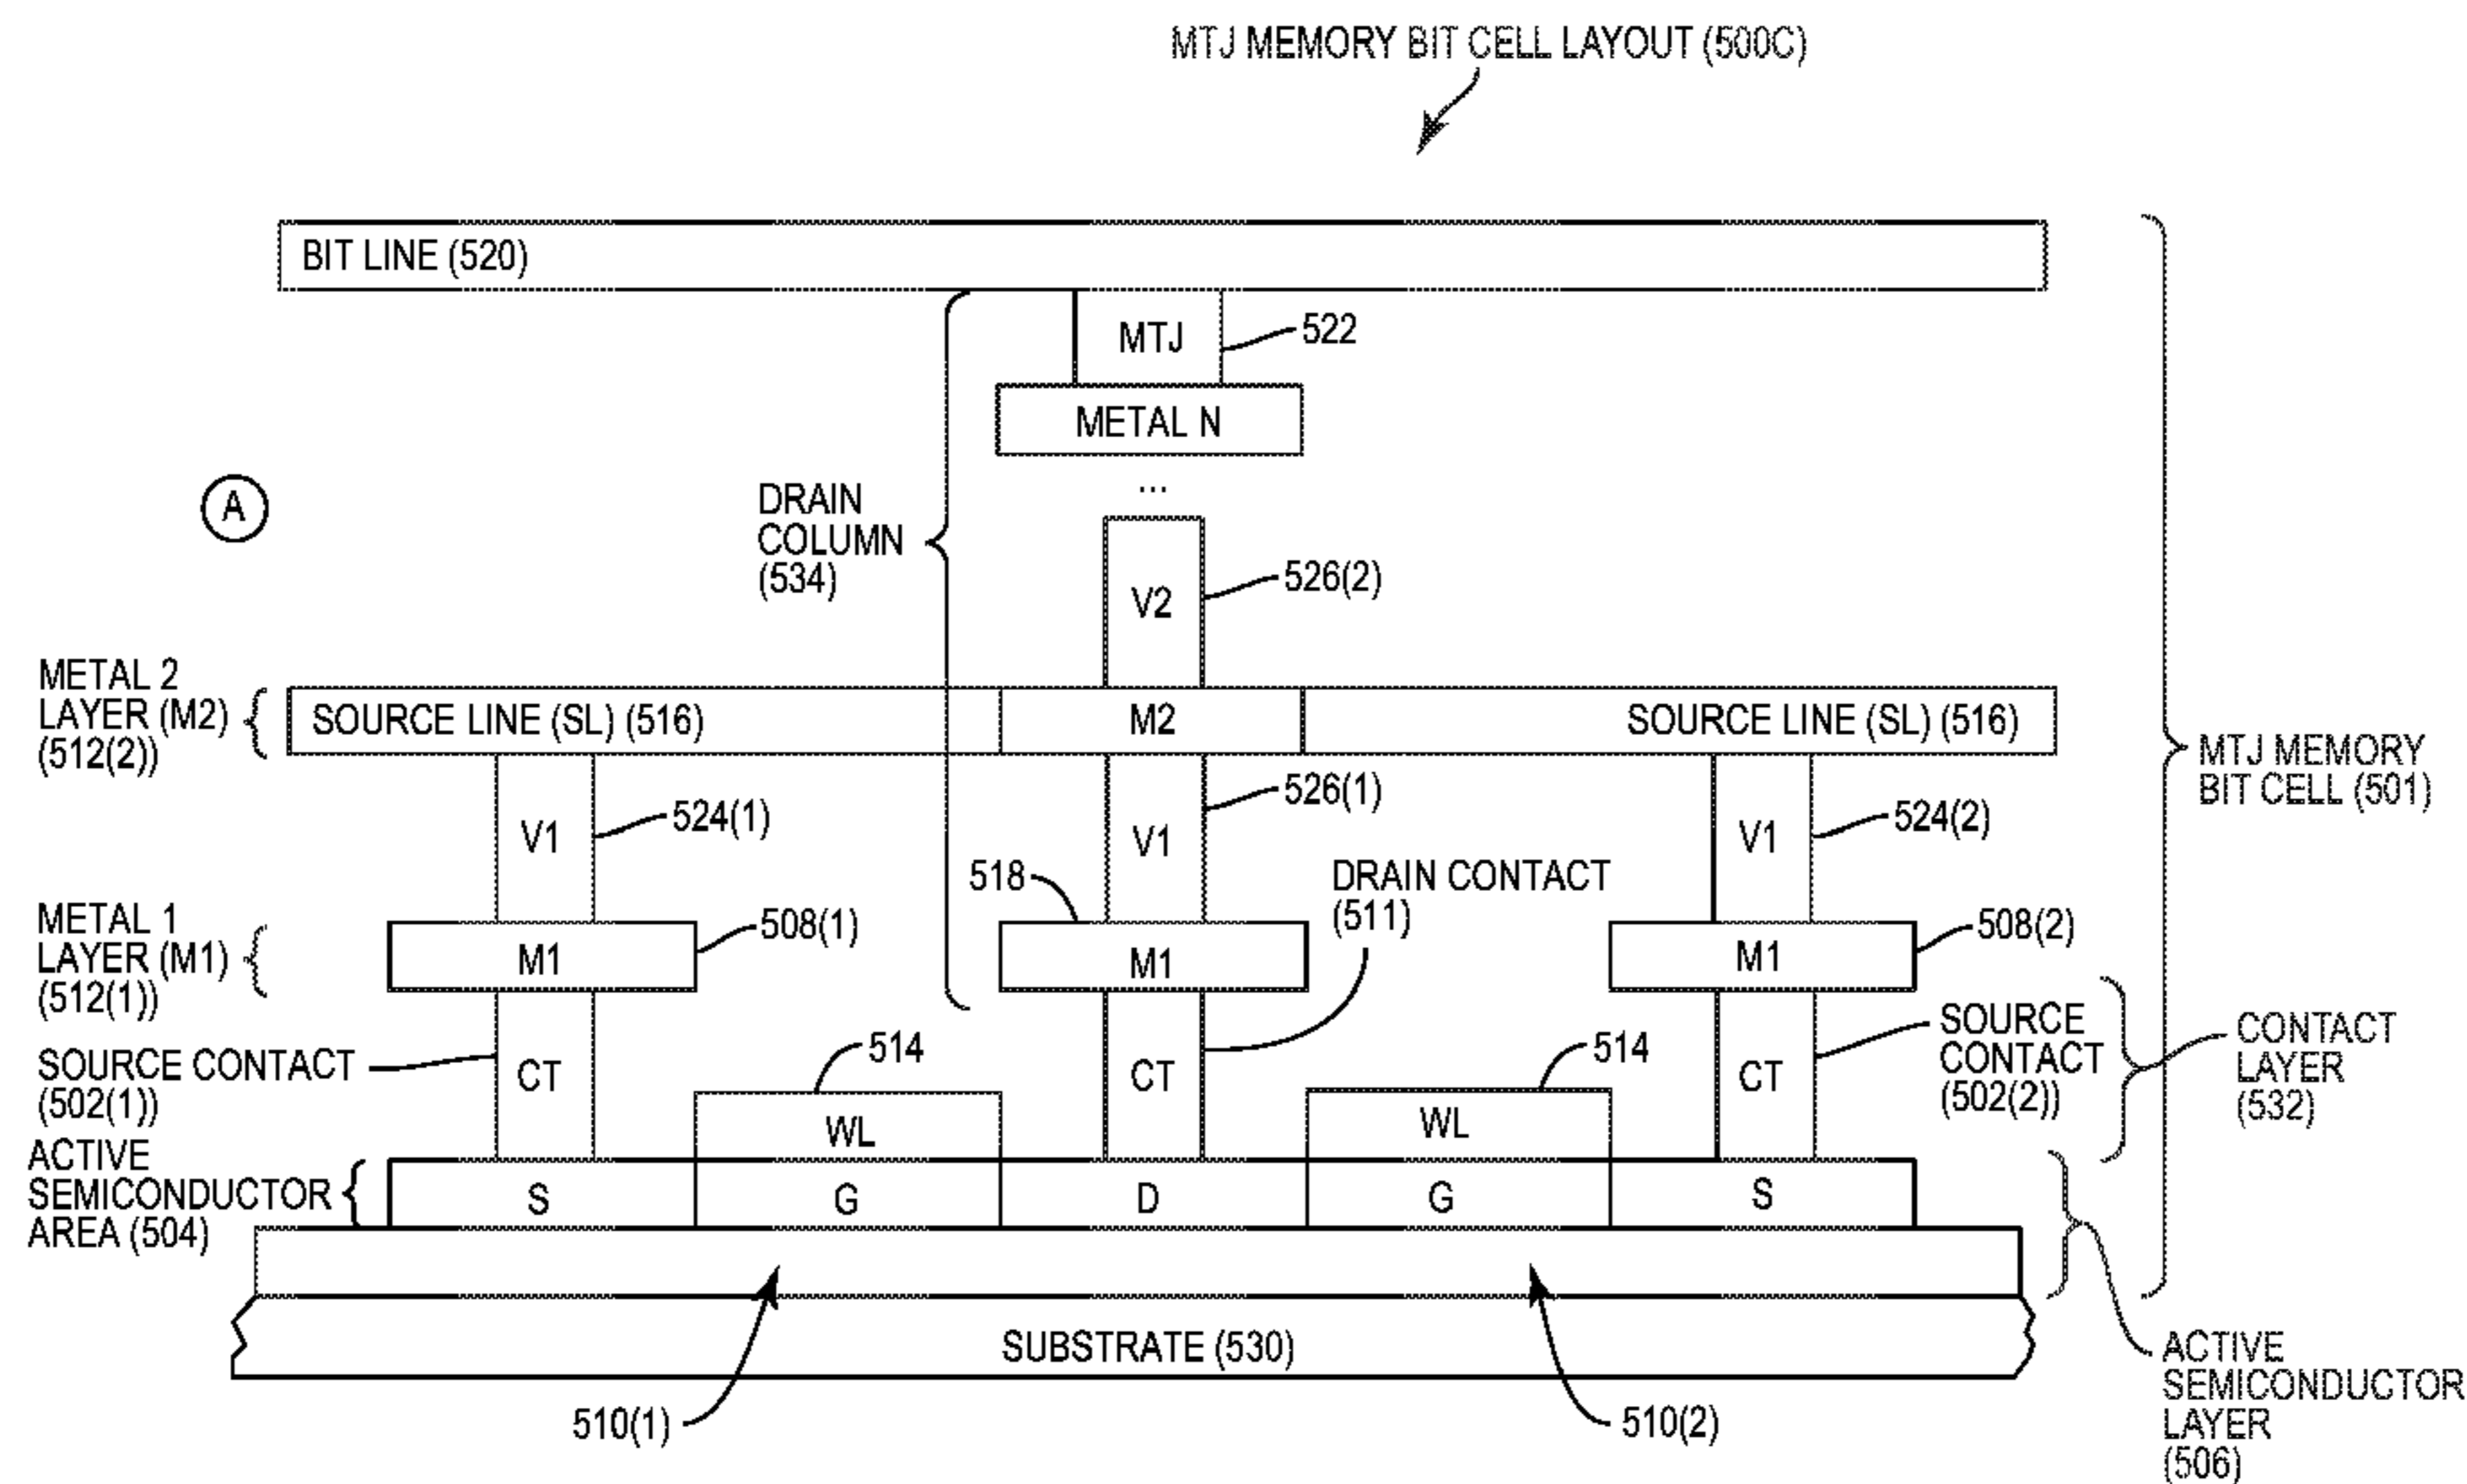 MTJ MEMORY BIT CELL LAYOUT (500C)
BIT LINE (520)
MTJ
522
METAL N
...
A
DRAIN
COLUMN
(534)
V2
526(2)
METAL 2
LAYER (M2)
(512(2))
SOURCE LINE (SL) (516)
M2
SOURCE LINE (SL) (516)
MTJ MEMORY
BIT CELL (501)
V1
524(1)
V1
526(1)
V1
524(2)
518
DRAIN CONTACT
(511)
METAL 1
LAYER (M1)
(512(1))
M1
508(1)
M1
M1
508(2)
SOURCE CONTACT
(502(1))
CT
514
WL
CT
514
WL
CT
SOURCE
CONTACT
(502(2))
CONTACT
LAYER
(532)
ACTIVE
SEMICONDUCTOR
AREA (504)
S
G
D
G
S
SUBSTRATE (530)
510(1)
510(2)
ACTIVE
SEMICONDUCTOR
LAYER
(506)